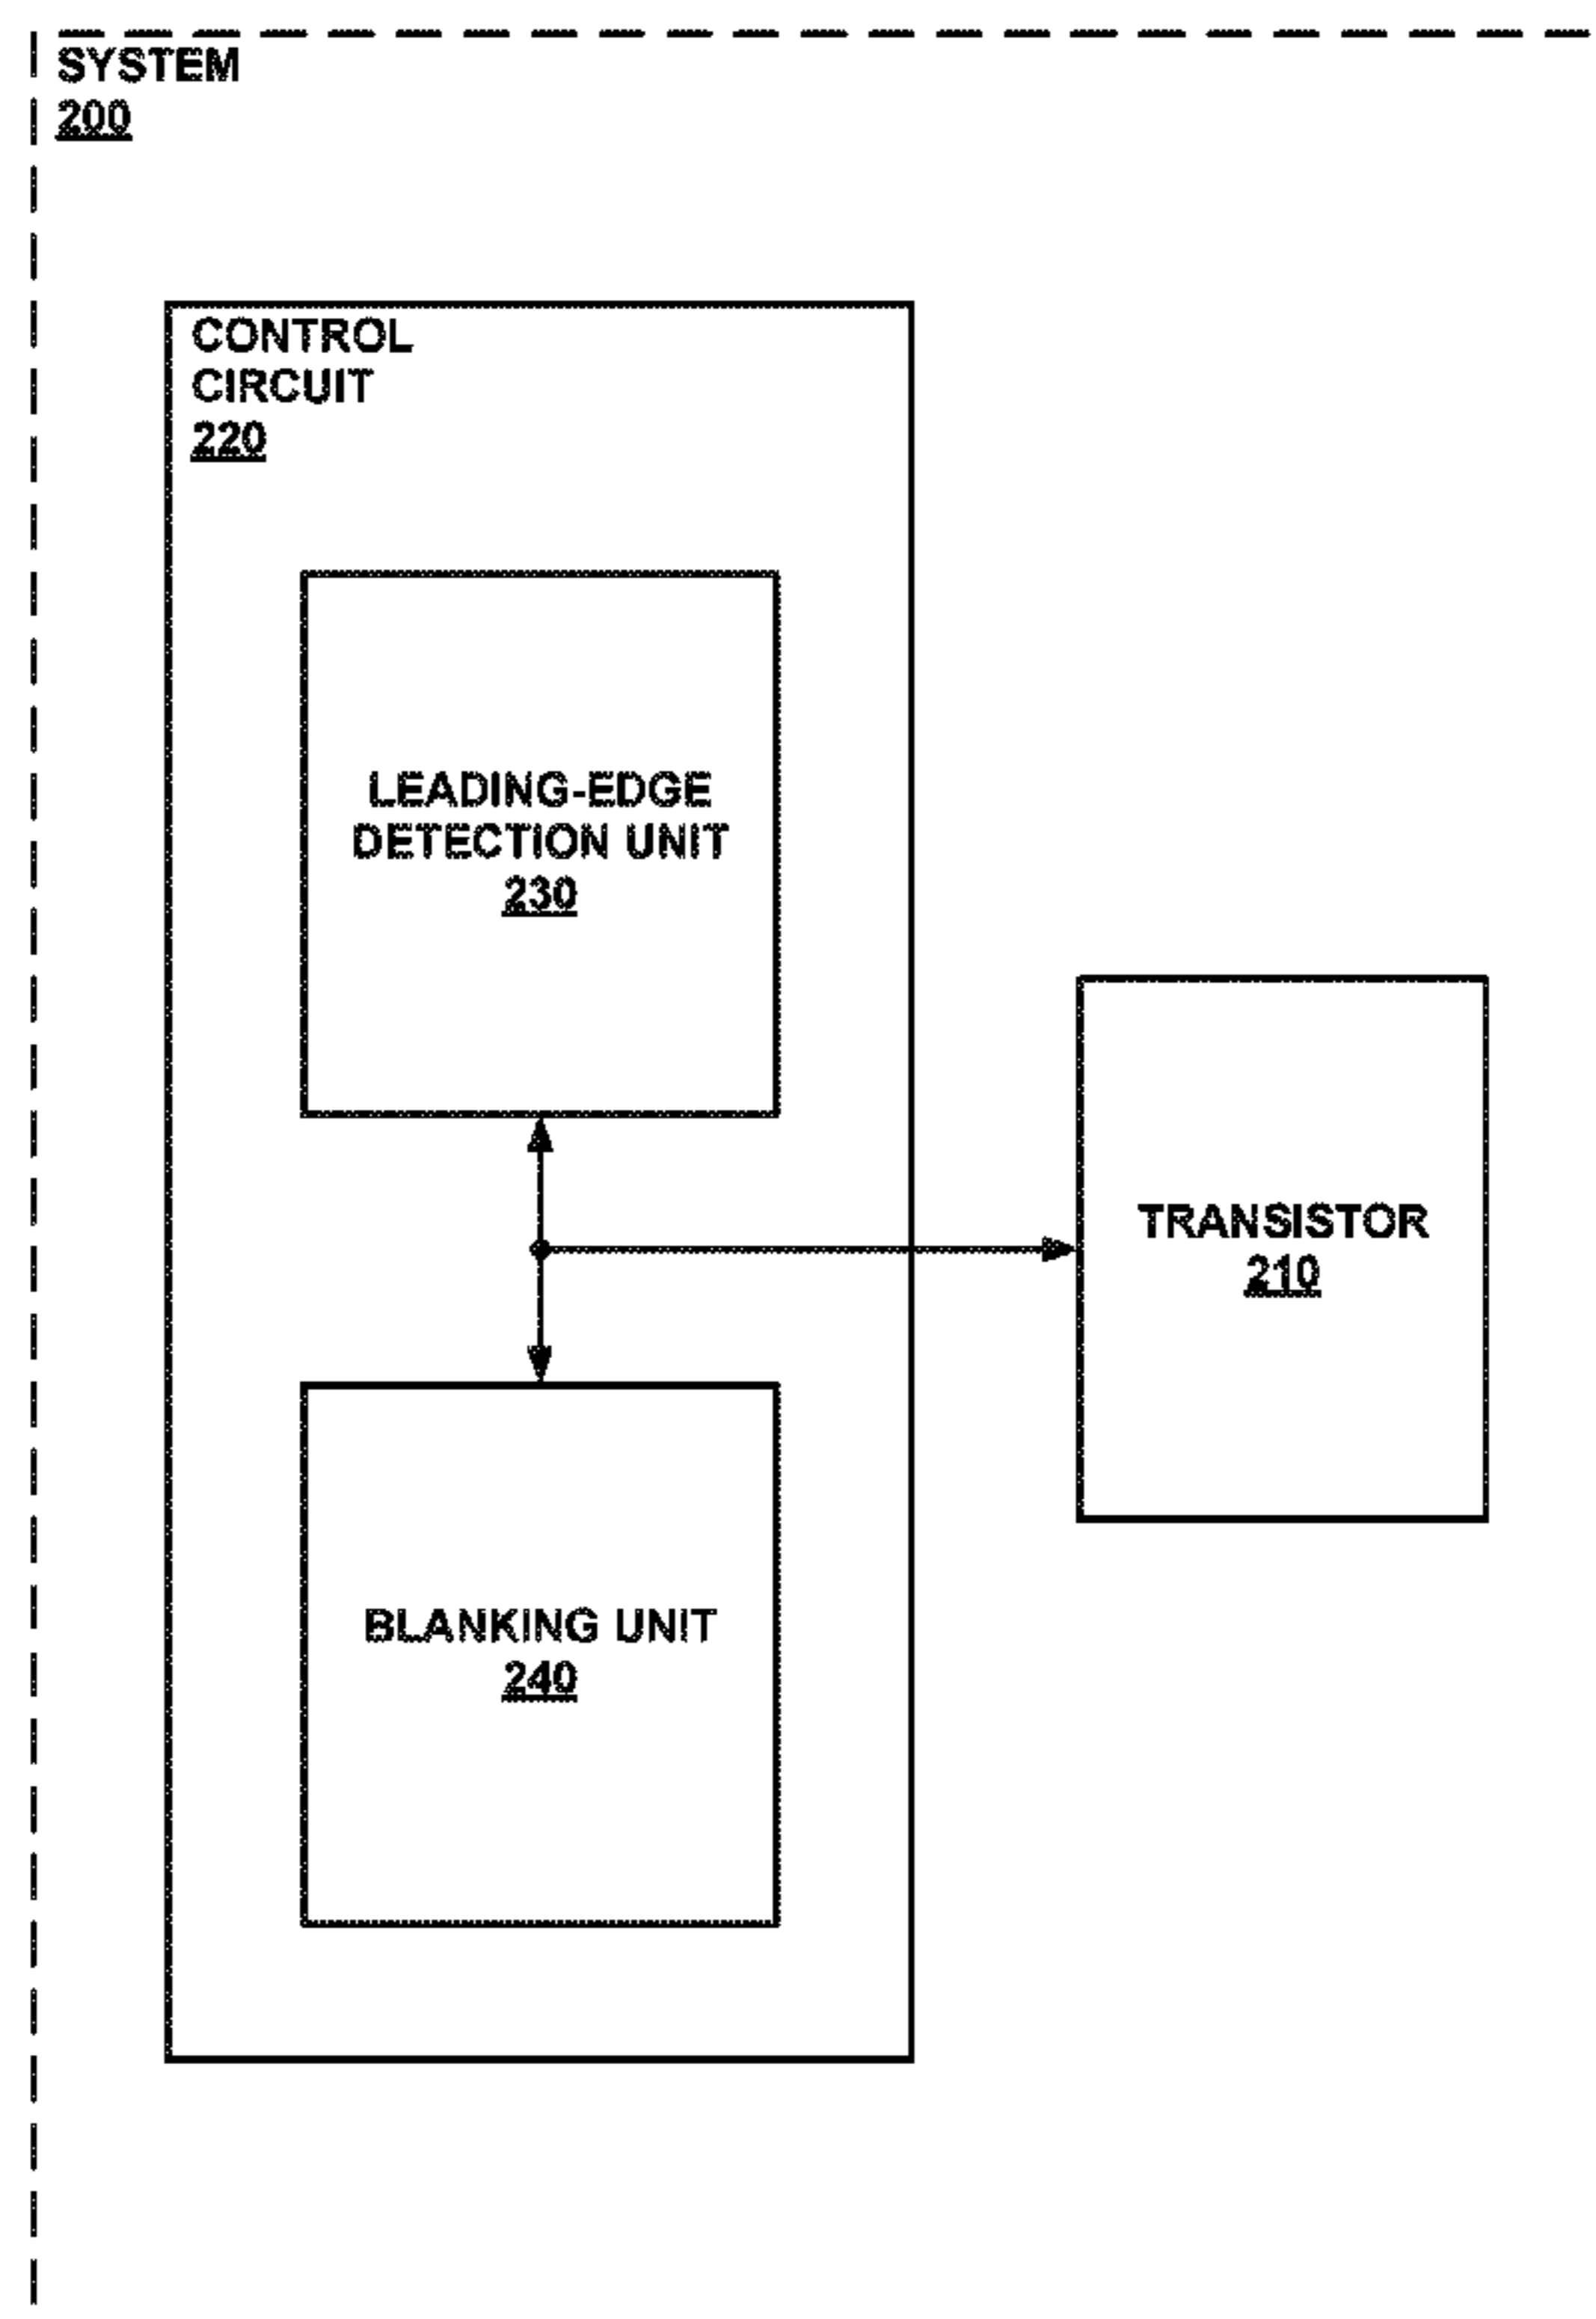 SYSTEM
200
CONTROL
CIRCUIT
220
LEADING-EDGE
DETECTION UNIT
230
TRANSISTOR
210
BLANKING UNIT
240